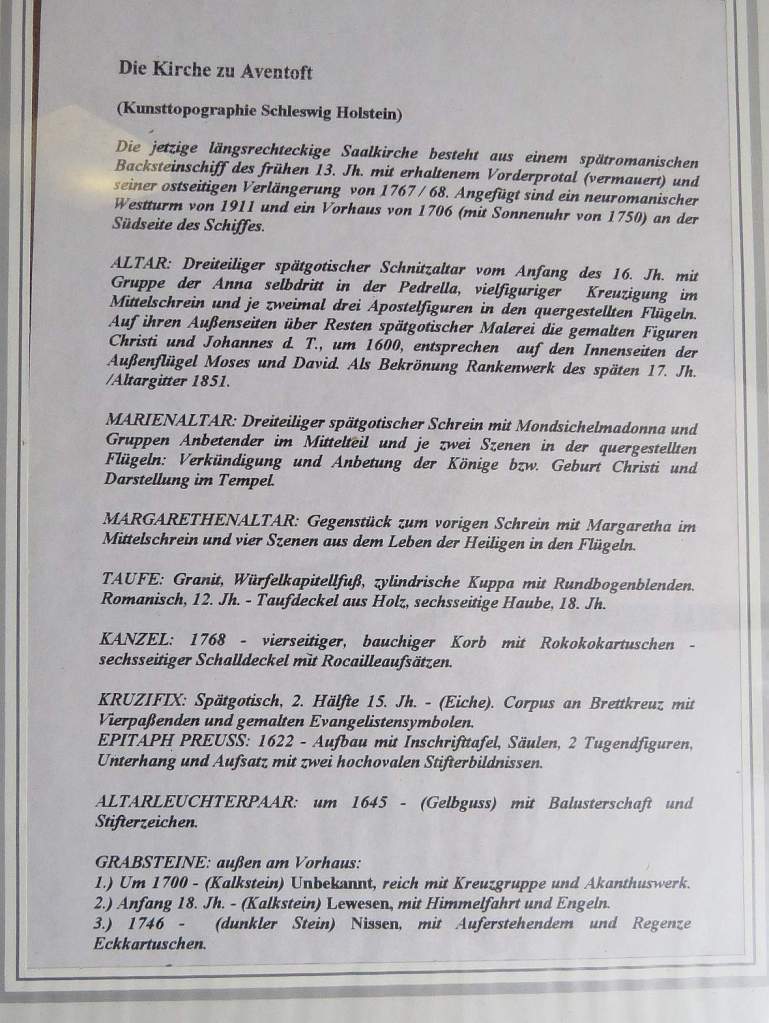 Die Kirche zu Aventoft
(Kunsttopographie Schleswig Holstein)
Die jetzige längsrechteckige Saalkirche besteht aus einem spätromanischen
Backsteinschiff des frühen 13. Jh. mit erhaltenem Vorderprotal (vermauert) und
seiner ostseitigen Verlängerung von 1767 / 68. Angefügt sind ein neuromanischer
Westturm von 1911 und ein Vorhaus von 1706 (mit Sonnenuhr von 1750) an der
Südseite des Schiffes.
ALTAR: Dreiteiliger spätgotischer Schnitzaltar vom Anfang des 16. Jh. mit
Gruppe der Anna selbdritt in der Pedrella, vielfiguriger Kreuzigung im
Mittelschrein und je zweimal drei Apostelfiguren in den quergestellten Flügeln.
Auf ihren Außenseiten über Resten spätgotischer Malerei die gemalten Figuren
Christi und Johannes d. T., um 1600, entsprechen auf den Innenseiten der
Außenflügel Moses und David. Als Bekrönung Rankenwerk des späten 17. Jh.
/Altargitter 1851.
MARIENALTAR: Dreiteiliger spätgotischer Schrein mit Mondsichelmadonna und
Gruppen Anbetender im Mittelteil und je zwei Szenen in der quergestellten
Flügeln: Verkündigung und Anbetung der Könige bzw. Geburt Christi und
Darstellung im Tempel.
MARGARETHENALTAR: Gegenstück zum vorigen Schrein mit Margaretha im
Mittelschrein und vier Szenen aus dem Leben der Heiligen in den Flügeln.
TAUFE: Granit, Würfelkapitellfuß, zylindrische Kuppa mit Rundbogenblenden.
Romanisch, 12. Jh. - Taufdeckel aus Holz, sechsseitige Haube, 18. Jh.
KANZEL: 1768 - vierseitiger, bauchiger Korb mit Rokokokartuschen -
sechsseitiger Schalldeckel mit Rocailleaufsätzen.
KRUZIFIX: Spätgotisch, 2. Hälfte 15. Jh. - (Eiche). Corpus an Brettkreuz mit
Vierpaßenden und gemalten Evangelistensymbolen.
EPITAPH PREUSS: 1622 - Aufbau mit Inschrifttafel, Säulen, 2 Tugendfiguren,
Unterhang und Aufsatz mit zwei hochovalen Stifterbildnissen.
ALTARLEUCHTERPAAR: um 1645 - (Gelbguss) mit Balusterschaft und
Stifterzeichen.
GRABSTEINE: außen am Vorhaus:
1.) Um 1700 - (Kalkstein) Unbekannt, reich mit Kreuzgruppe und Akanthuswerk.
2.) Anfang 18. Jh. - (Kalkstein) Lewesen, mit Himmelfahrt und Engeln.
3.) 1746 - (dunkler Stein) Nissen, mit Auferstehendem und Regenze
Eckkartuschen.